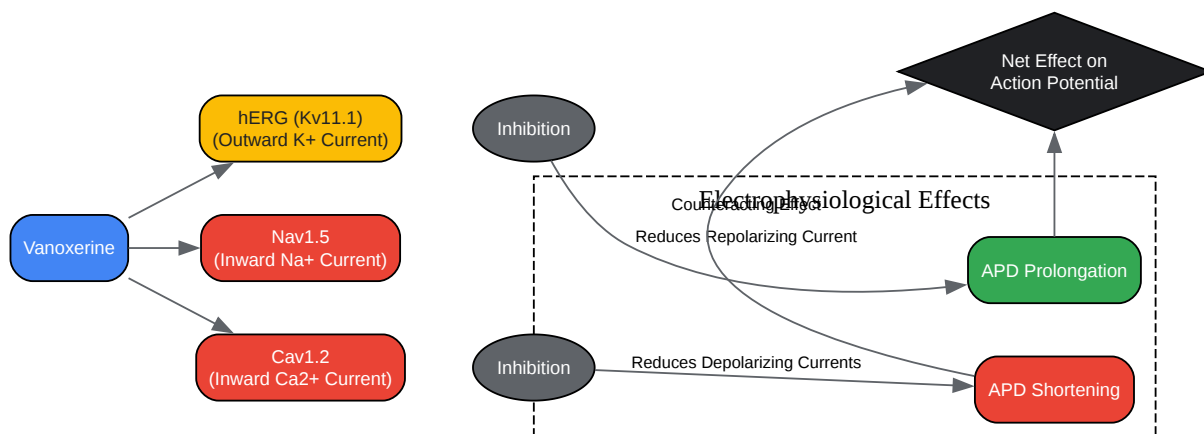 Net Effect on
Action Potential
hERG (Kv11.1)
(Outward K+ Current)
Inhibition
Electrophysiological Effects
Counteracting Effect
Reduces Repolarizing Current
Vanoxerine
Nav1.5
(Inward Na+ Current)
APD Prolongation
Cav1.2
(Inward Ca2+ Current)
Inhibition
Reduces Depolarizing Currents
APD Shortening